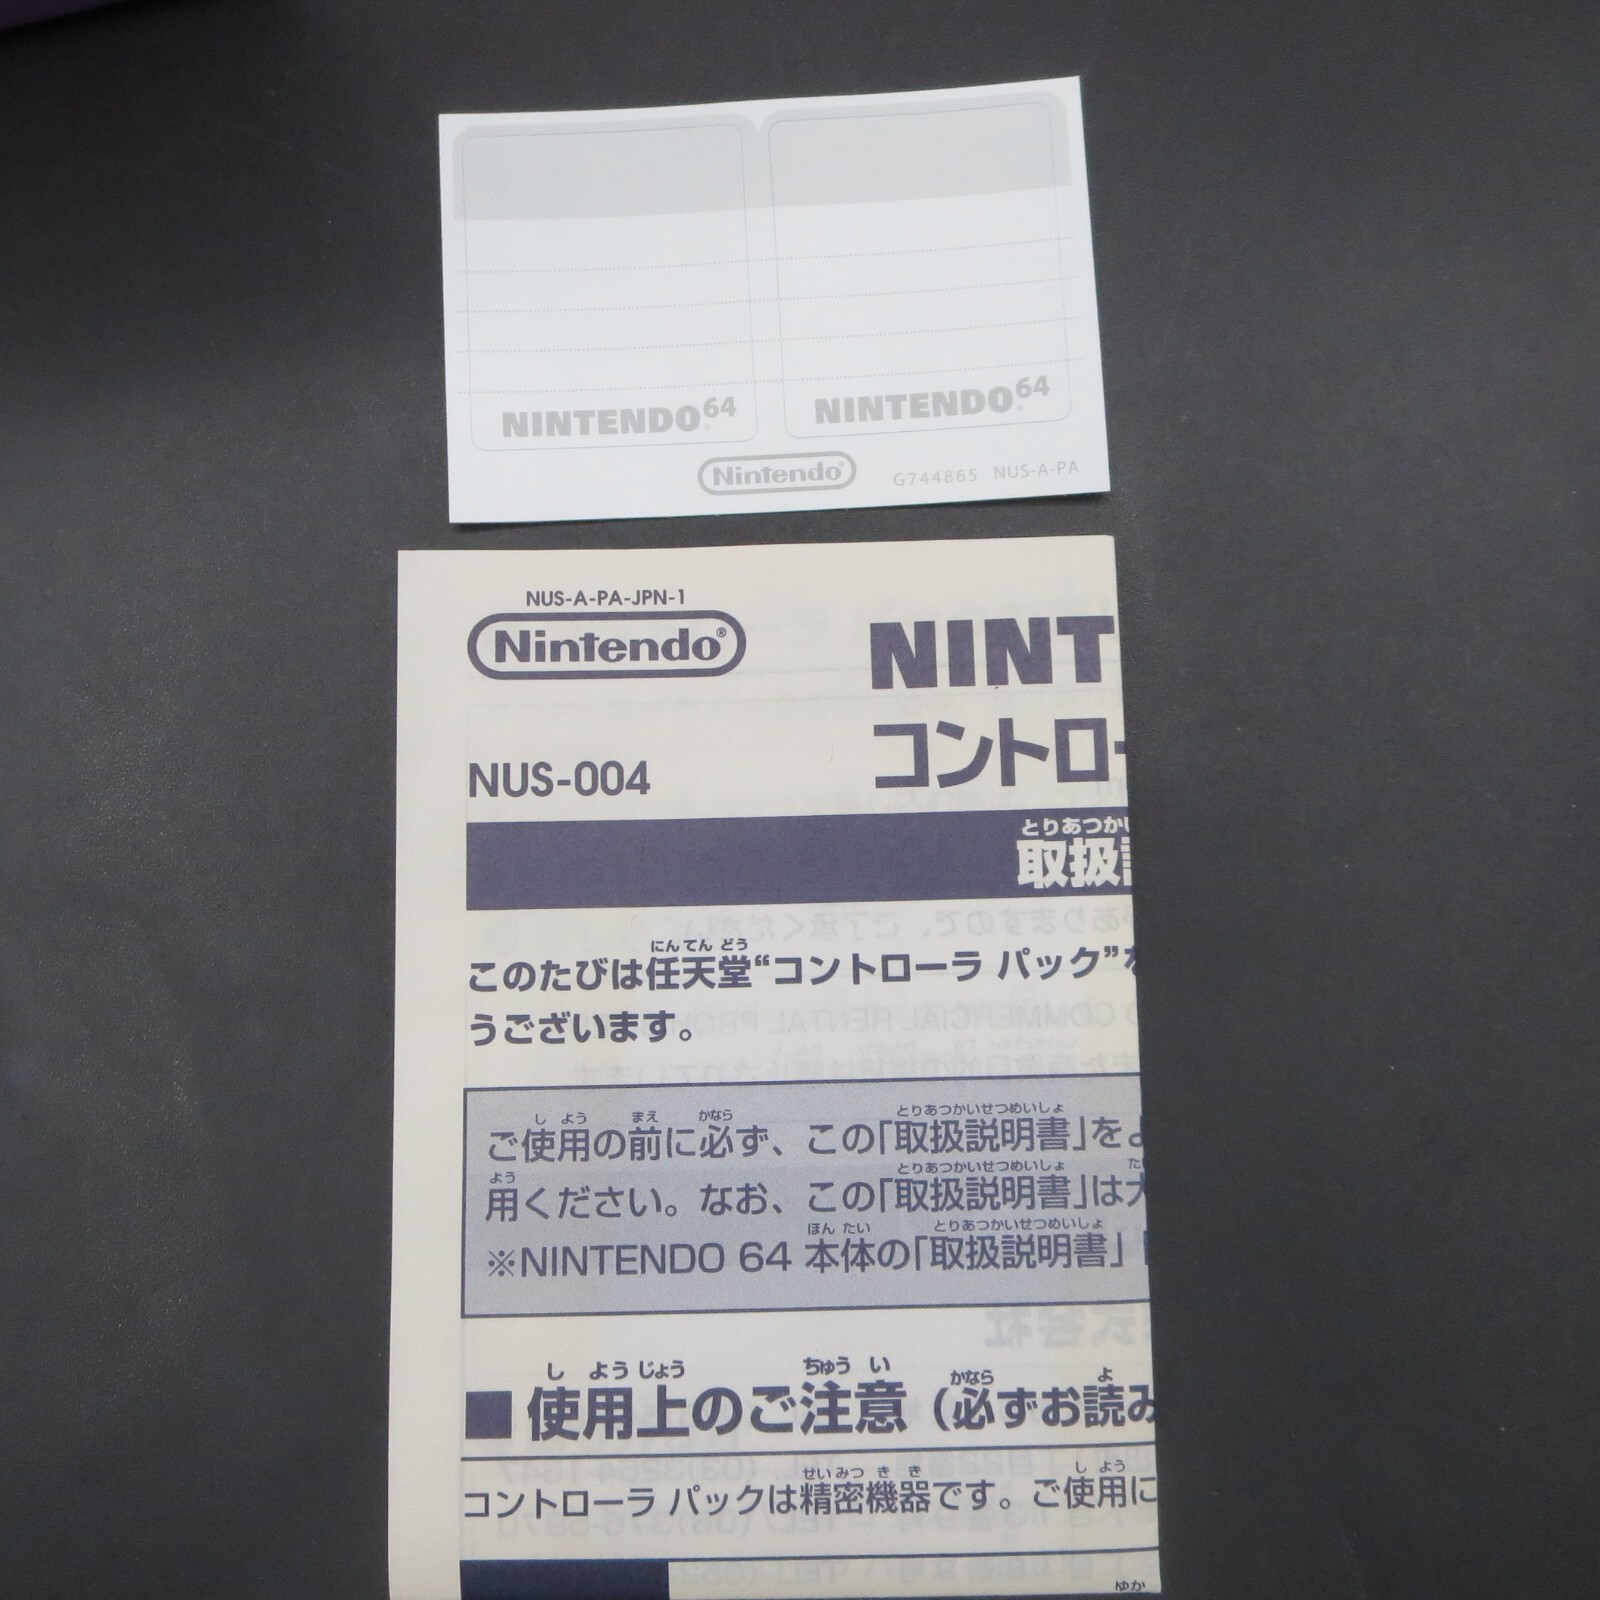 NINTENDO64
NINTENDO64
Nintendo®
G744865 NUS-A-PA
NUS-A-PA-JPN-1
Nintendo®
NINT
コントロー
NUS-004
とりあつかい
取扱
にんてんどう
このたびは任天堂“コントローラ パック”
うございます。
しよう まえ かなら とりあつかいせつめいしょ
ご使用の前に必ず、この「取扱説明書」をよ
よう とりあつかいせつめいしょ
用ください。なお、この「取扱説明書」は大
ほんたい とりあつかいせつめいしょ
※NINTENDO 64 本体の「取扱説明書」
しようじょう ちゅうい かなら よ
■使用上のご注意（必ずお読み
せいみつきき しよう
コントローラ パックは精密機器です。ご使用に
ゆか